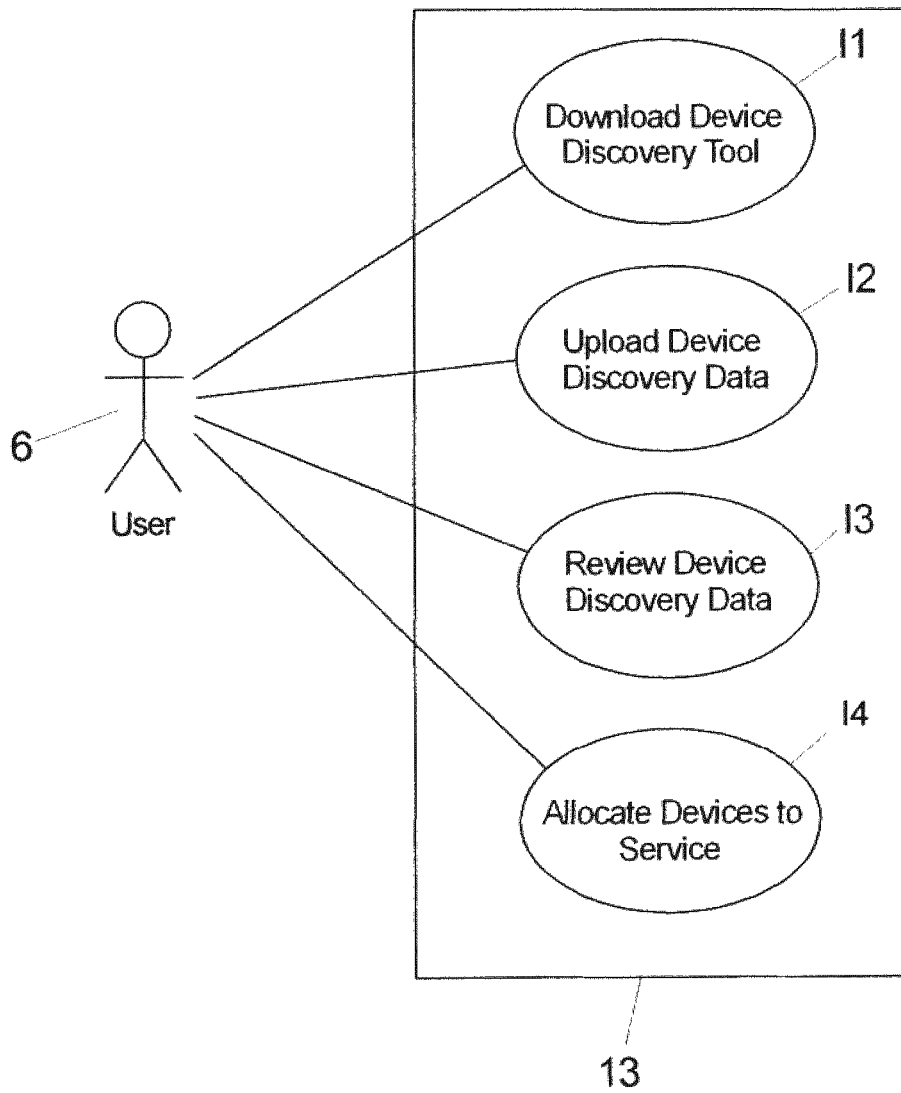 I1
Download Device
Discovery Tool
I2
Upload Device
Discovery Data
6
User
I3
Review Device
Discovery Data
I4
Allocate Devices to
Service
13